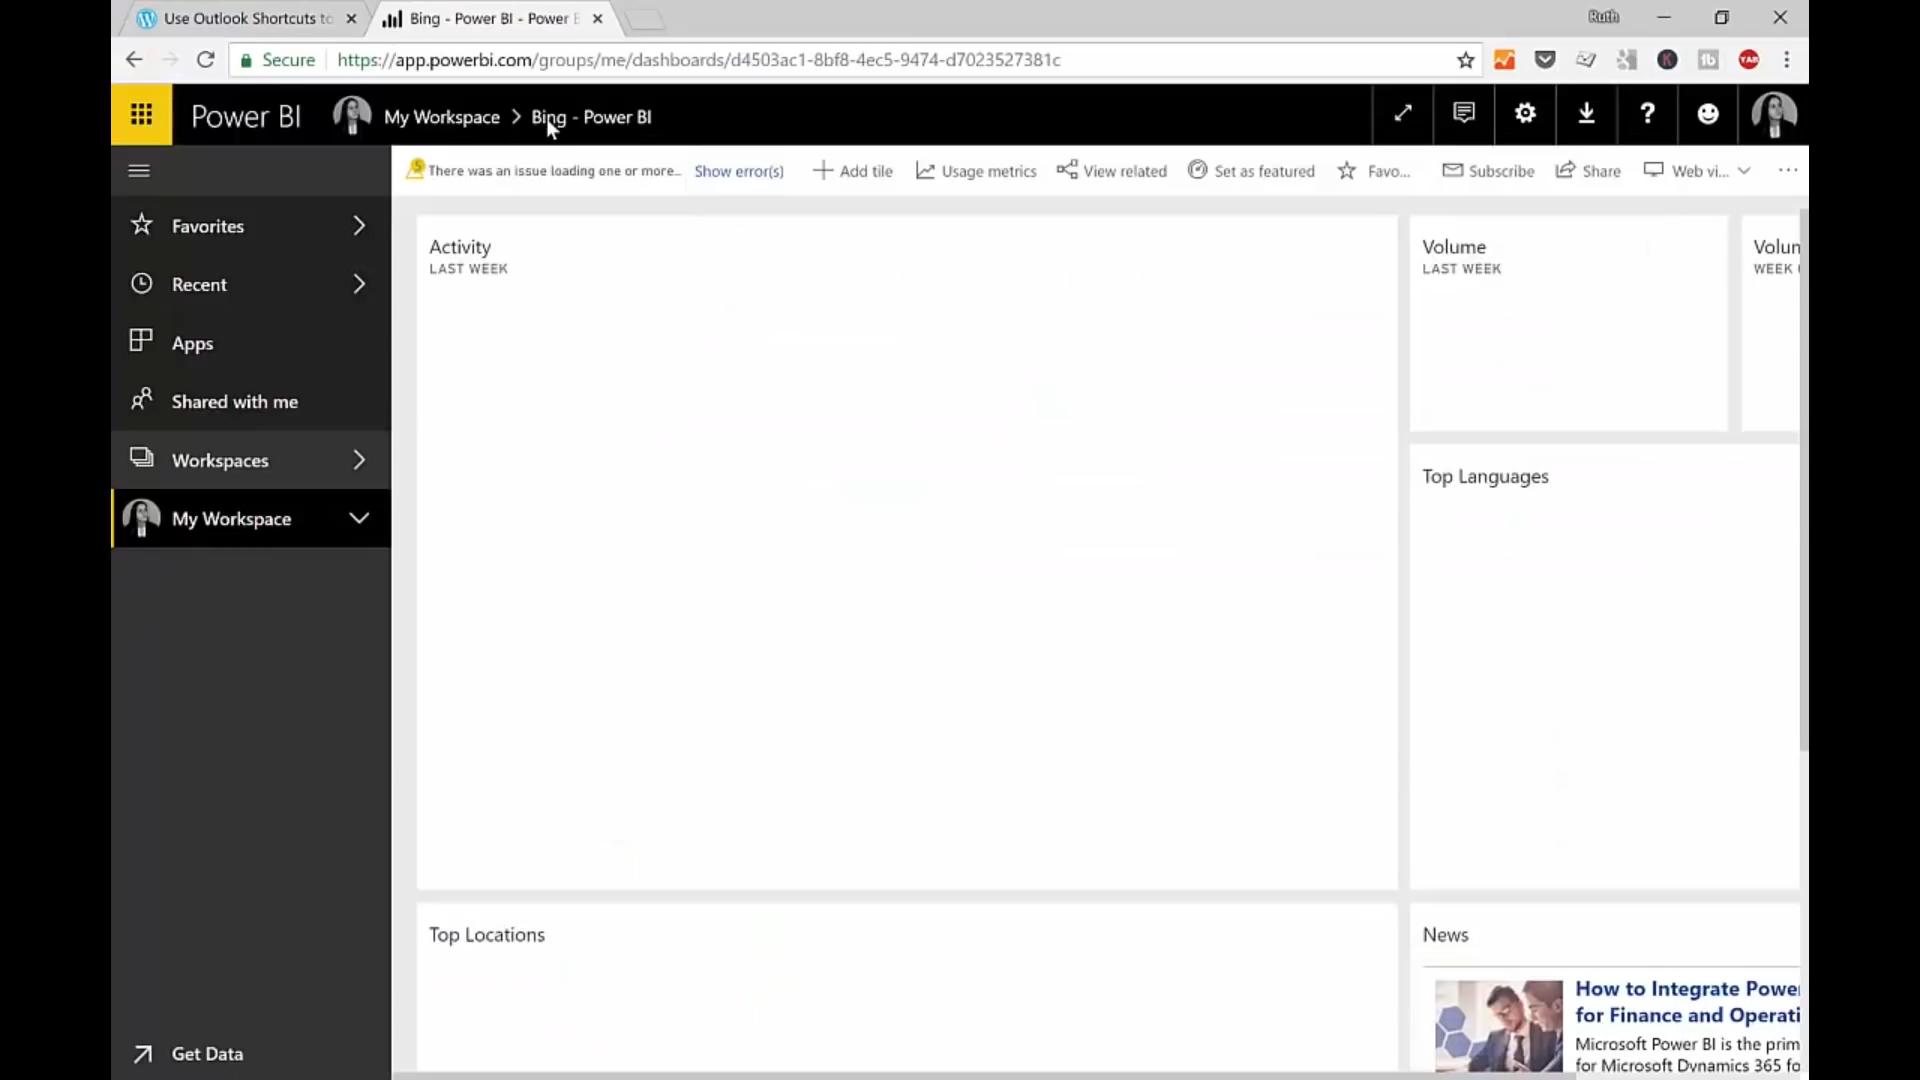 Use Outlook Shortcuts to
Bing - Power BI - Power B
Ruth
Secure
https://app.powerbi.com/groups/me/dashboards/d4503ac1-8bf8-4ec5-9474-d7023527381c
Power BI
My Workspace > Bing - Power BI
There was an issue loading one or more...
Show error(s)
Add tile
Usage metrics
View related
Set as featured
Favo...
Subscribe
Share
Web vi...
Favorites
Recent
Apps
Shared with me
Workspaces
My Workspace
Get Data
Activity
LAST WEEK
Volume
LAST WEEK
Volun
WEEK
Top Languages
Top Locations
News
How to Integrate Power
for Finance and Operati
Microsoft Power BI is the prim
for Microsoft Dynamics 365 fo